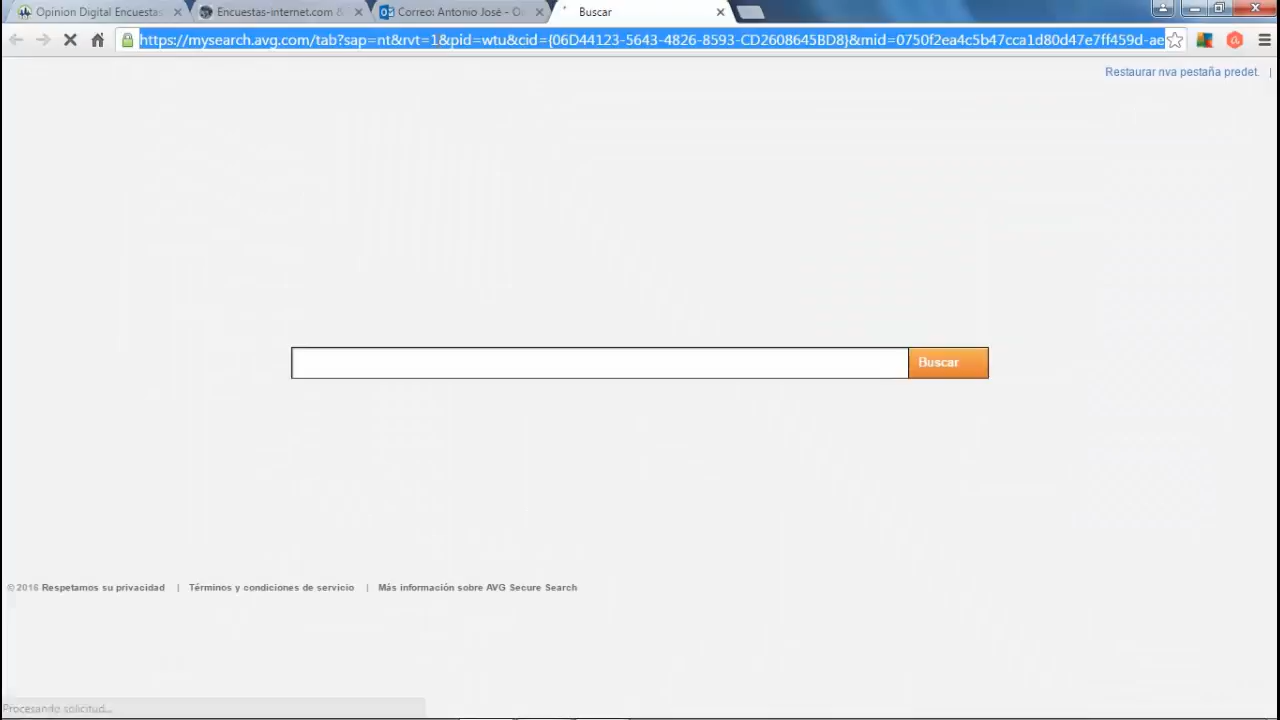 Opinion Digital Encuestas
Encuestas-internet.com &
Correo: Antonio José - O
Buscar
https://mysearch.avg.com/tab?sap=nt&rvt=1&pid=wtu&cid={06D44123-5643-4826-8593-CD2608645BD8}&mid=0750f2ea4c5b47cca1d80d47e7ff459d-ae
Restaurar nva pestaña predet. |
Buscar
© 2016 Respetamos su privacidad | Términos y condiciones de servicio | Más información sobre AVG Secure Search
Procesando solicitud...